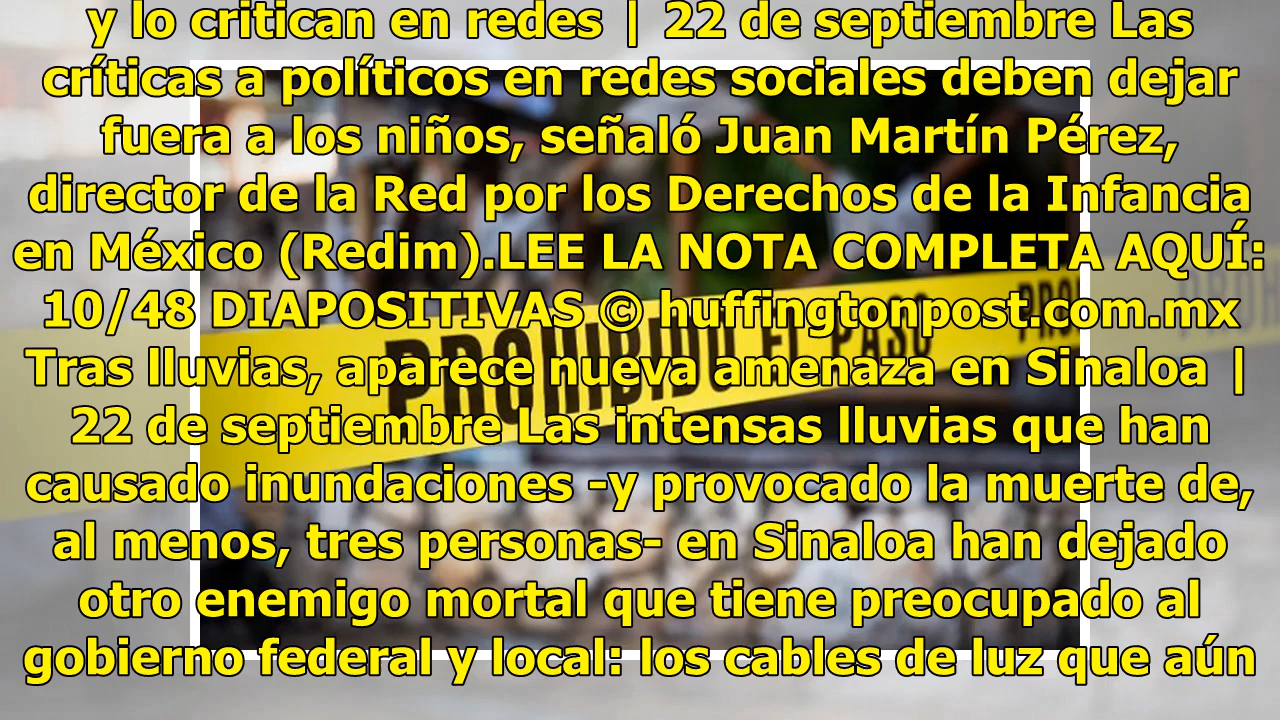 y lo critican en redes | 22 de septiembre Las
críticas a políticos en redes sociales deben dejar
fuera a los niños, señaló Juan Martín Pérez,
director de la Red por los Derechos de la Infancia
en México (Redim).LEE LA NOTA COMPLETA AQUÍ:
10/48 DIAPOSITIVAS © huffingtonpost.com.mx
PROHIBIDO EL PASO PROH
Tras lluvias, aparece nueva amenaza en Sinaloa |
22 de septiembre Las intensas lluvias que han
causado inundaciones -y provocado la muerte de,
al menos, tres personas- en Sinaloa han dejado
otro enemigo mortal que tiene preocupado al
gobierno federal y local: los cables de luz que aún